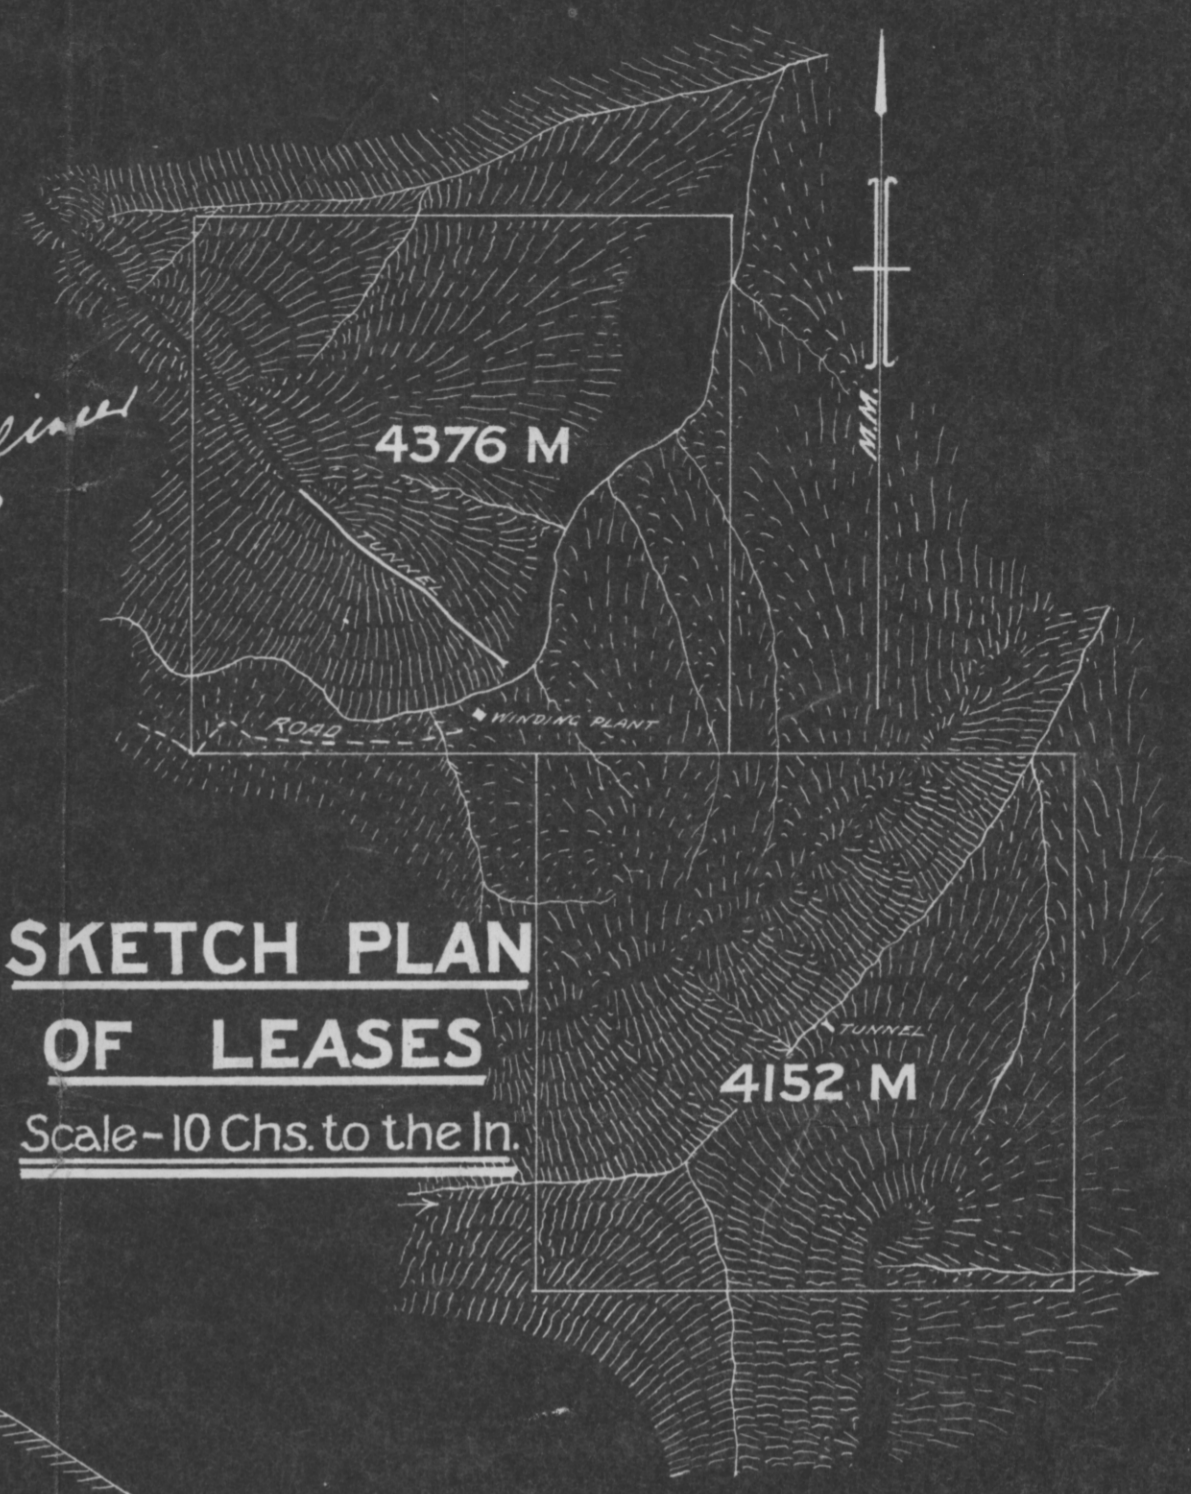 4376 M
TUNNEL
ROAD
WINDING PLANT
M.M.
SKETCH PLAN
OF LEASES
Scale-10 Chs. to the In.
TUNNEL
4152 M